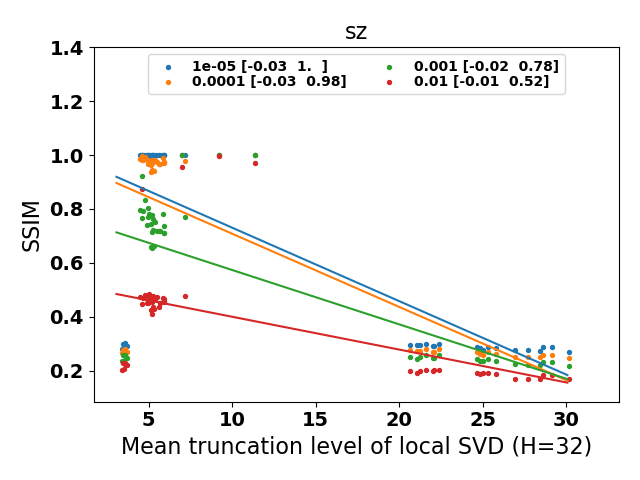 sz
1e-05 [-0.03 1. ]
0.0001 [-0.03 0.98]
0.001 [-0.02 0.78]
0.01 [-0.01 0.52]
SSIM
1.4
1.2
1.0
0.8
0.6
0.4
0.2
5 10 15 20 25 30
Mean truncation level of local SVD (H=32)